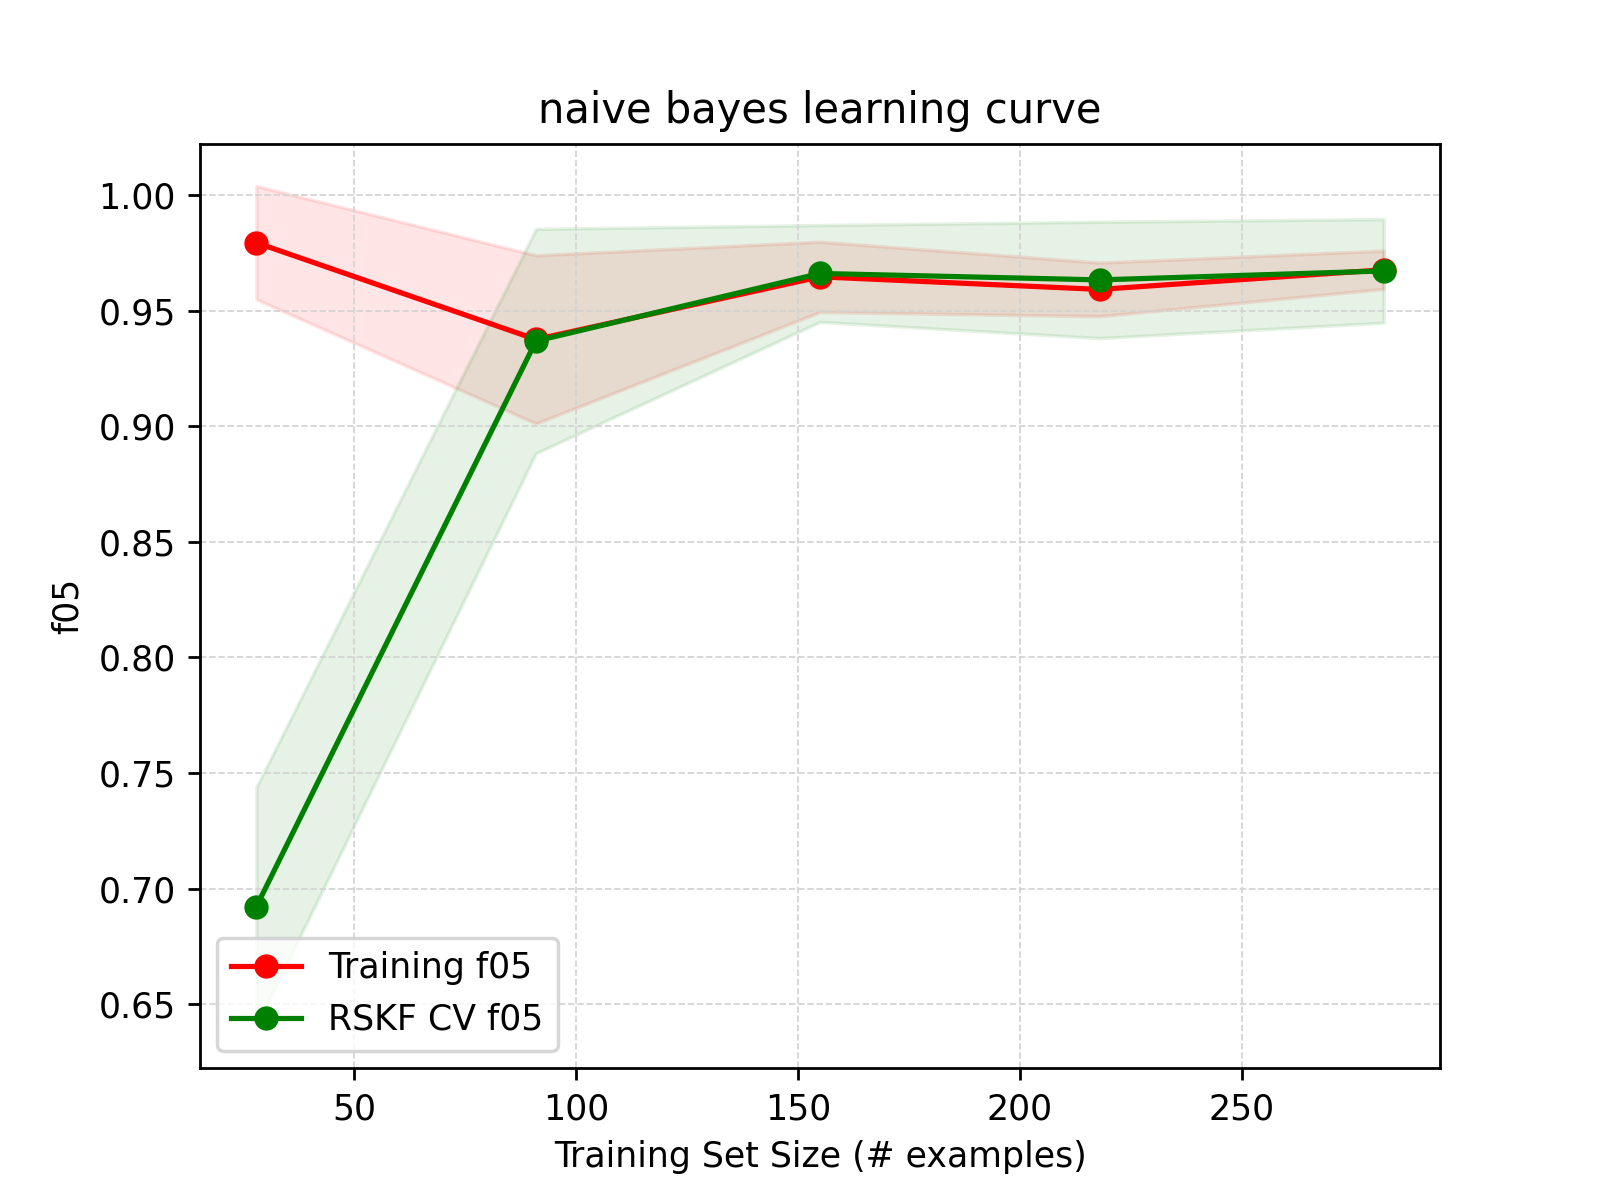 naive bayes learning curve
1.00
0.95
0.90
0.85
0.80
0.75
0.70
0.65
f05
Training f05
RSKF CV f05
50 100 150 200 250
Training Set Size (# examples)